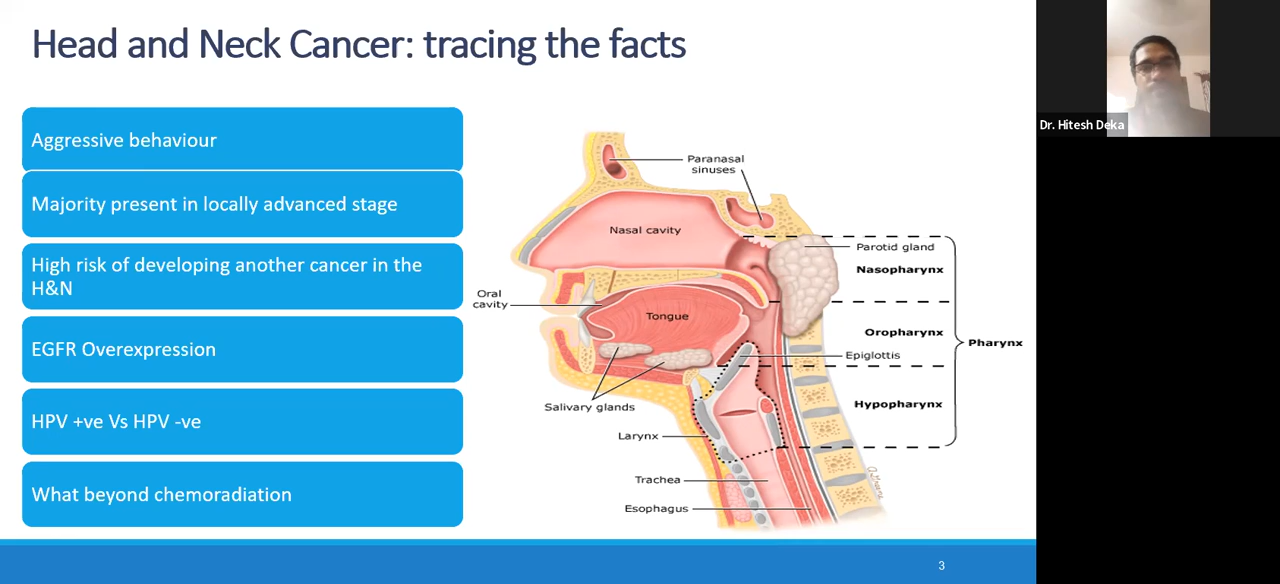 Head and Neck Cancer: tracing the facts
Aggressive behaviour
Majority present in locally advanced stage
High risk of developing another cancer in the
H&N
EGFR Overexpression
HPV +ve Vs HPV -ve
What beyond chemoradiation
Paranasal
sinuses
Nasal cavity
Parotid gland
Nasopharynx
Oral
cavity
Tongue
Oropharynx
Pharynx
Epiglottis
Hypopharynx
Salivary glands
Larynx
Trachea
Esophagus
3
Dr. Hitesh Deka